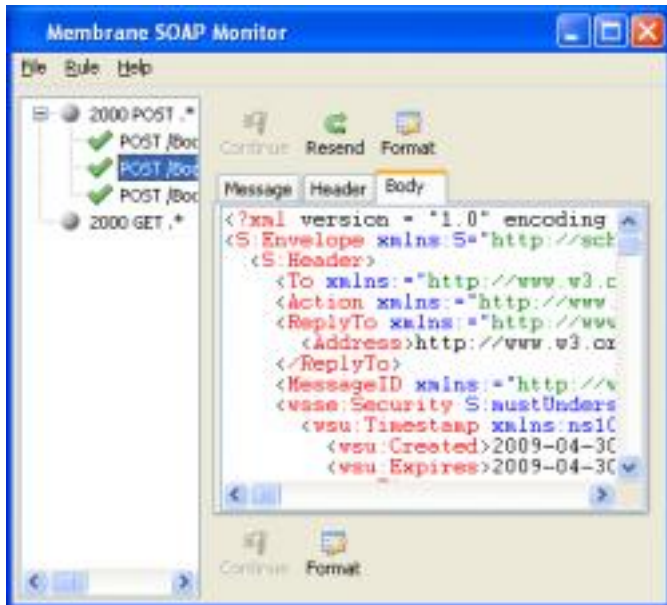 Membrane SOAP Monitor
File Rule Help
2000 POST .*
POST /Boo
POST /Boo
POST /Boo
2000 GET .*
Continue Resend Format
Message Header Body
<?xml version = "1.0" encoding
<S:Envelope xmlns:S="http://sch
<S:Header>
<To xmlns:="http://www.w3.o
<Action xmlns:="http://www.
<ReplyTo xmlns:="http://www
<Address>http://www.w3.or
</ReplyTo>
<MessageID xmlns:="http://w
<wsse:Security S:mustUnders
<wsu:Timestamp xmlns:ns10
<wsu:Created>2009-04-30
<wsu:Expires>2009-04-30
Continue Format